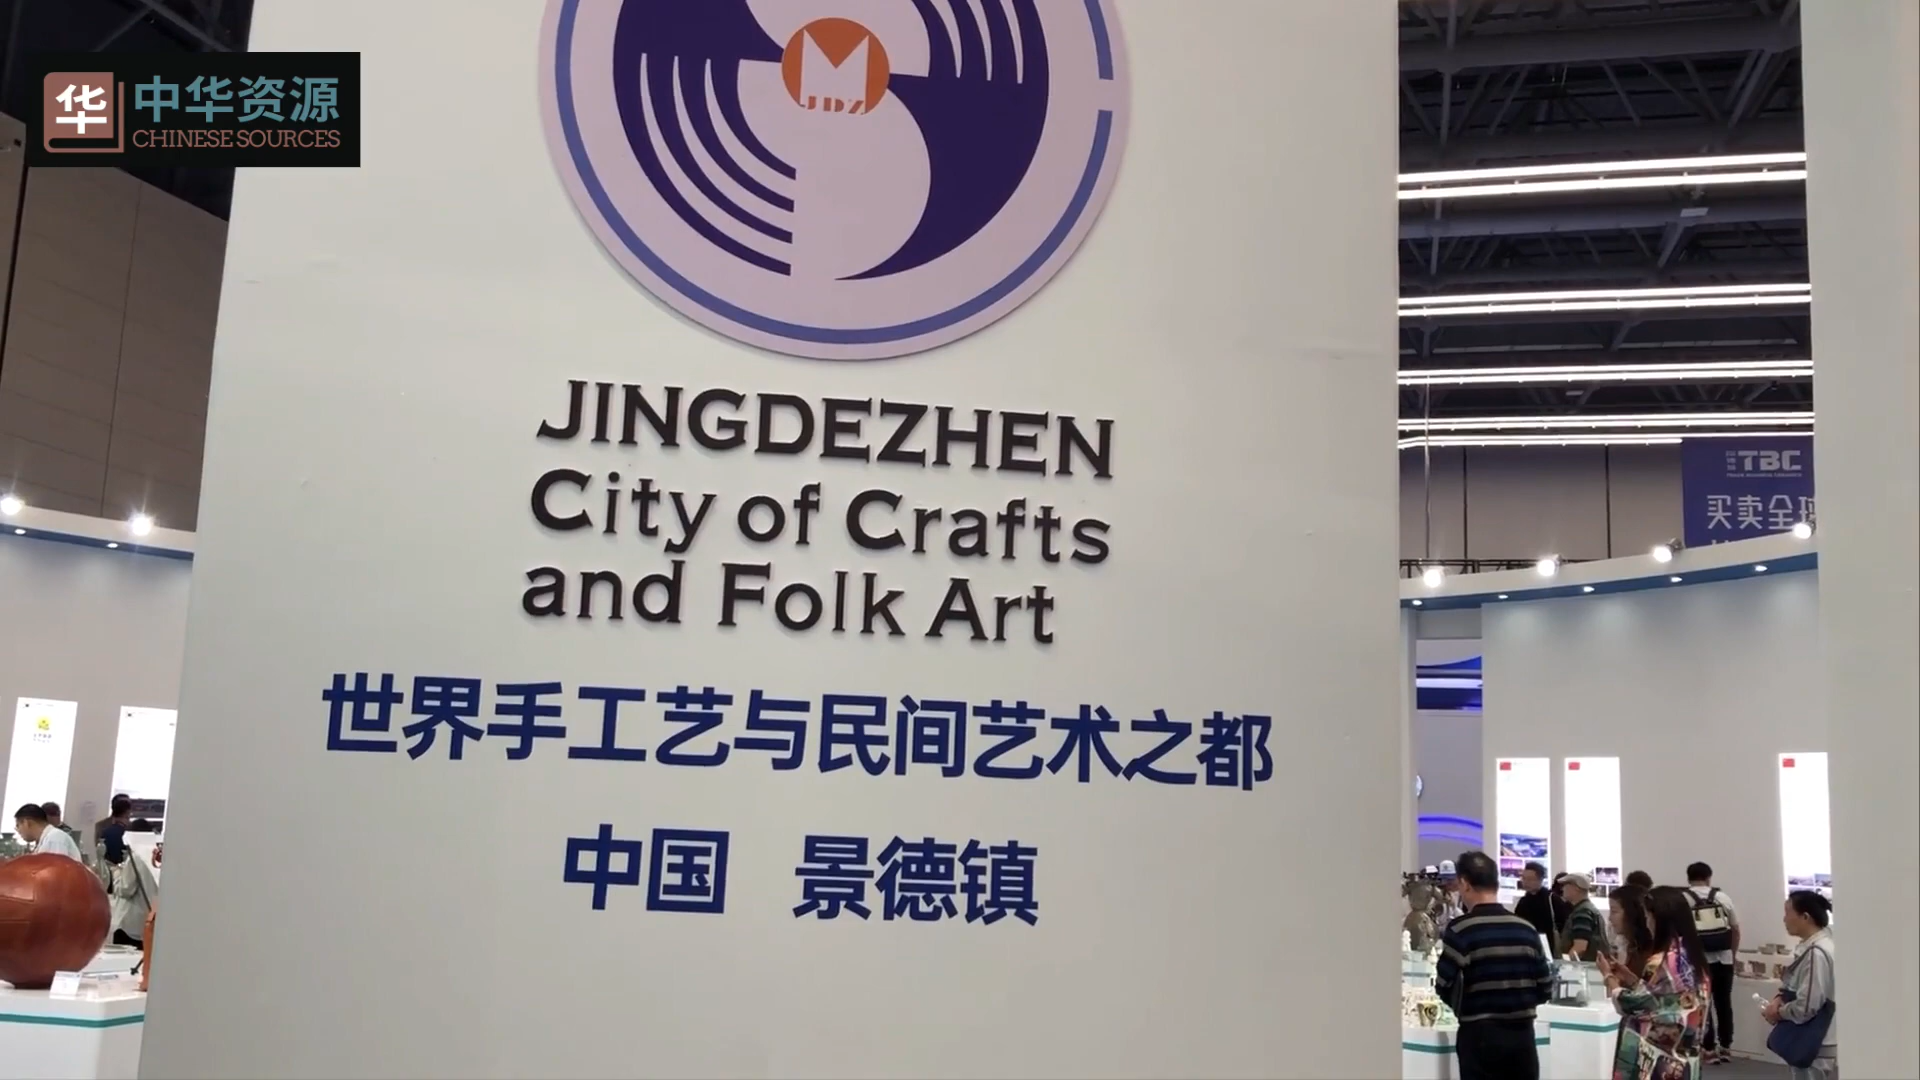 华 中华资源
CHINESE SOURCES
M
JDZ
JINGDEZHEN
City of Crafts
and Folk Art
世界手工艺与民间艺术之都
中国 景德镇
TBC
买卖全球